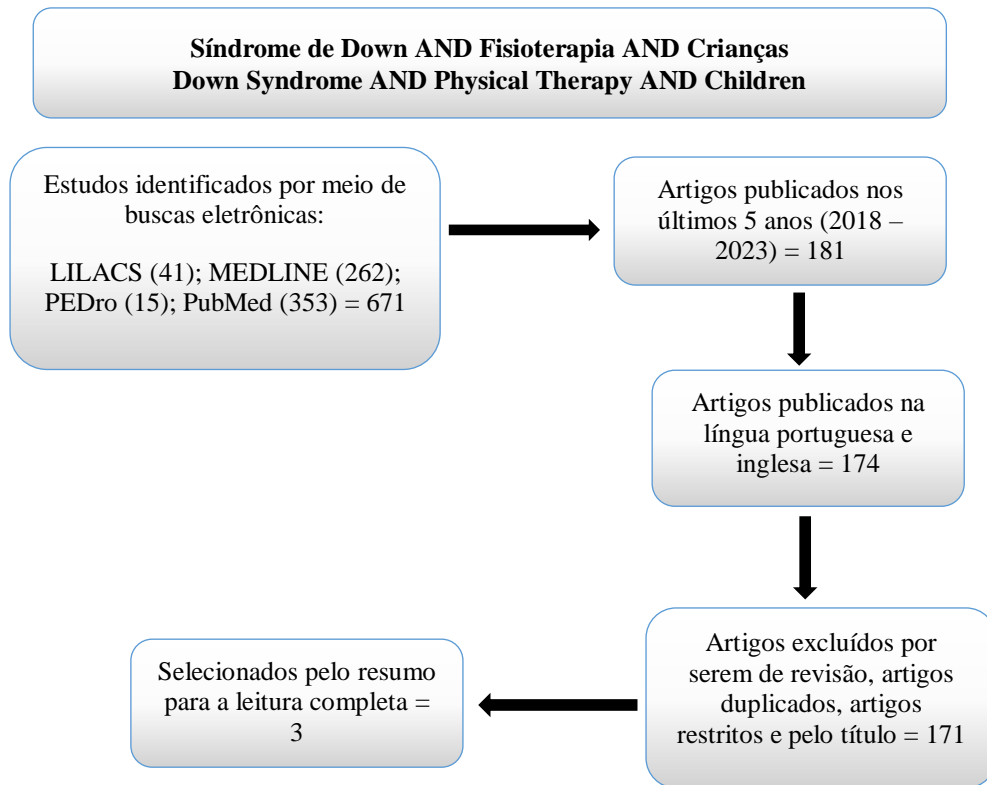 Síndrome de Down AND Fisioterapia AND Crianças
Down Syndrome AND Physical Therapy AND Children
Estudos identificados por meio de
buscas eletrônicas:
LILACS (41); MEDLINE (262);
PEDro (15); PubMed (353) = 671
Artigos publicados nos
últimos 5 anos (2018 –
2023) = 181
Artigos publicados na
língua portuguesa e
inglesa = 174
Artigos excluídos por
serem de revisão, artigos
duplicados, artigos
restritos e pelo título = 171
Selecionados pelo resumo
para a leitura completa =
3